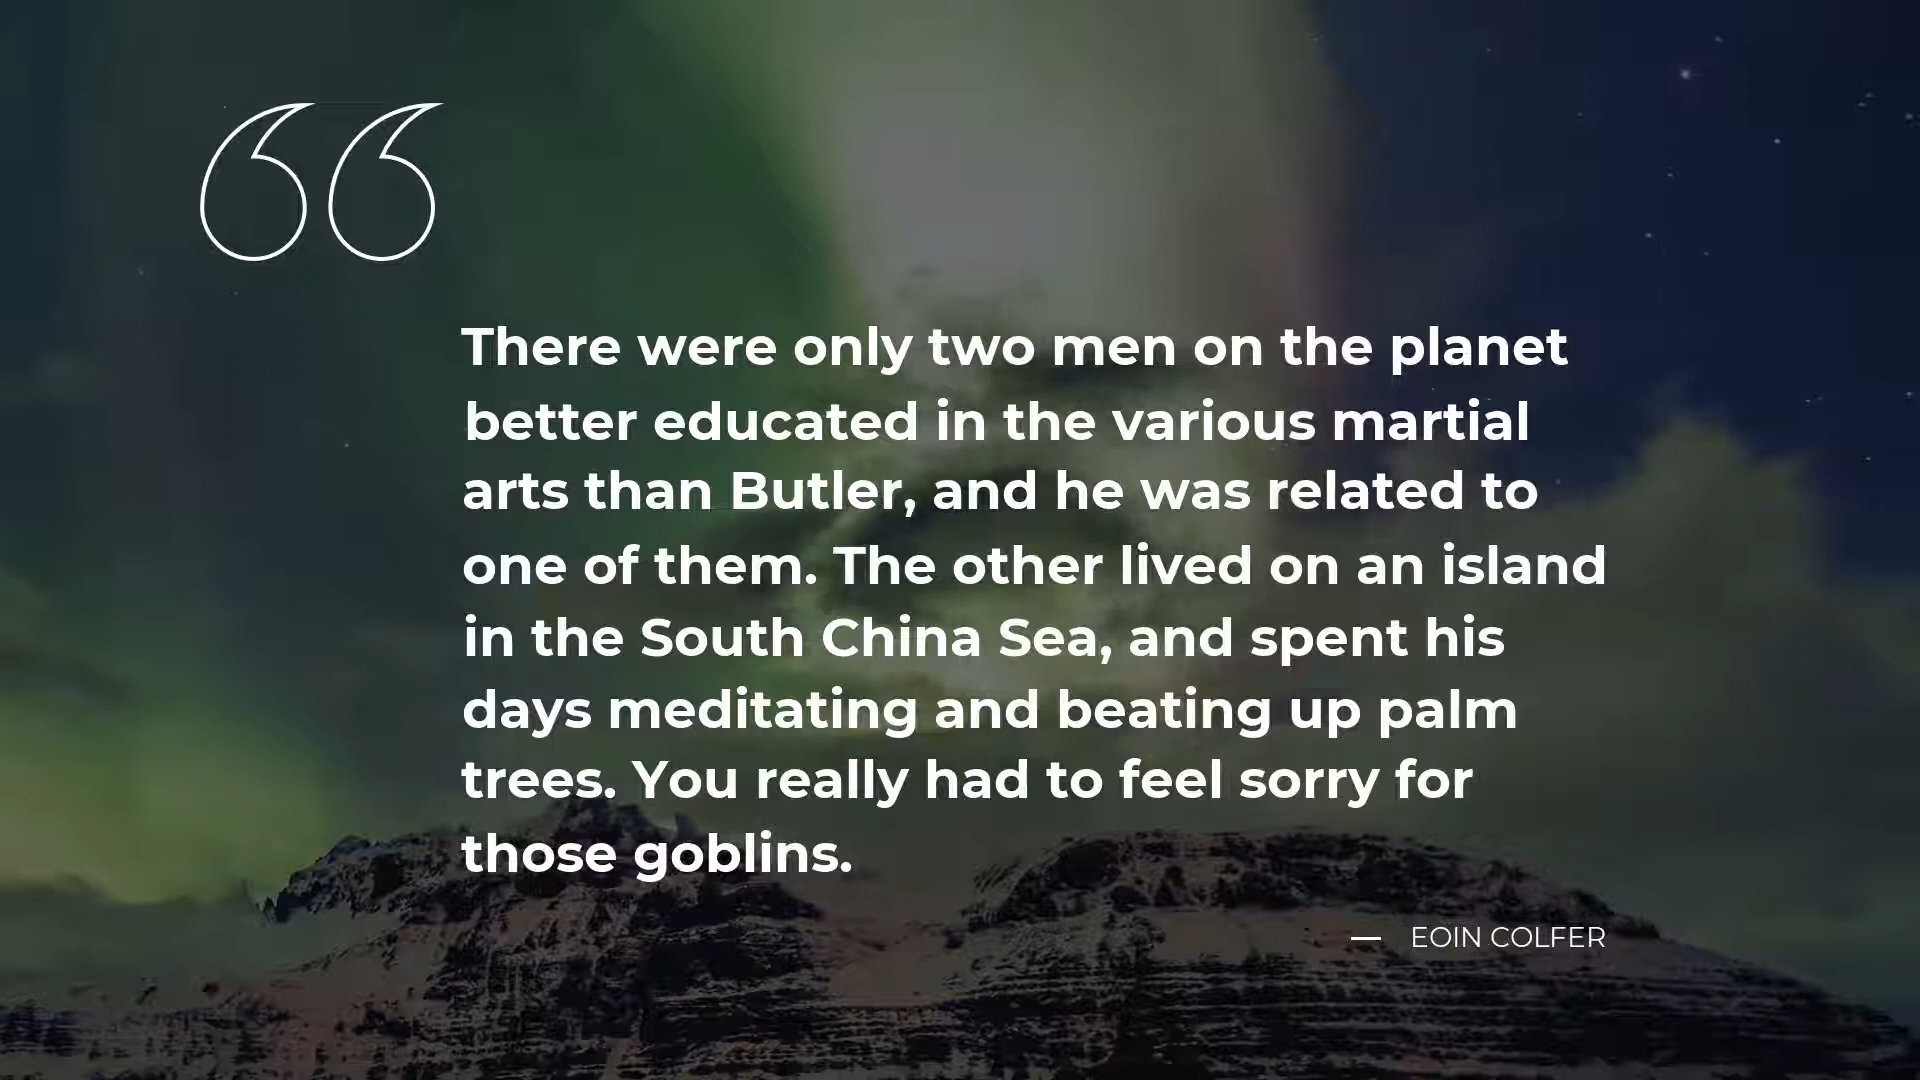 “
There were only two men on the planet
better educated in the various martial
arts than Butler, and he was related to
one of them. The other lived on an island
in the South China Sea, and spent his
days meditating and beating up palm
trees. You really had to feel sorry for
those goblins.
— EOIN COLFER